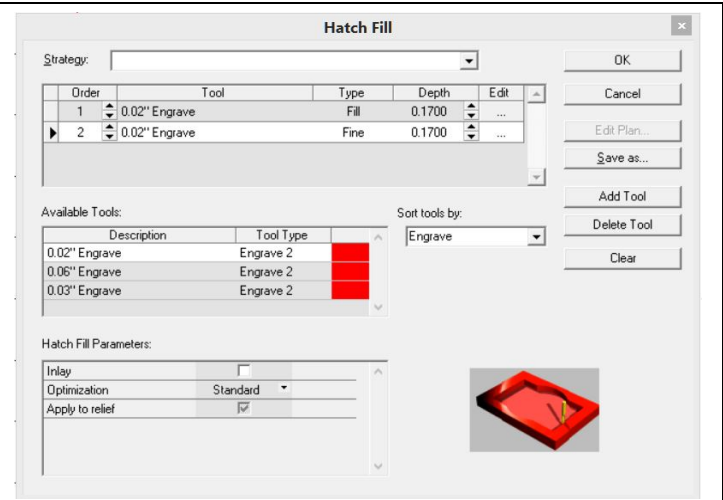 Hatch Fill
Strategy:
OK
Order Tool Type Depth Edit
1 0.02" Engrave Fill 0.1700 ...
2 0.02" Engrave Fine 0.1700 ...
Cancel
Edit Plan...
Save as...
Add Tool
Delete Tool
Clear
Available Tools:
Sort tools by:
Description Tool Type
Engrave
0.02" Engrave Engrave 2
0.06" Engrave Engrave 2
0.03" Engrave Engrave 2
Hatch Fill Parameters:
Inlay
Optimization Standard
Apply to relief